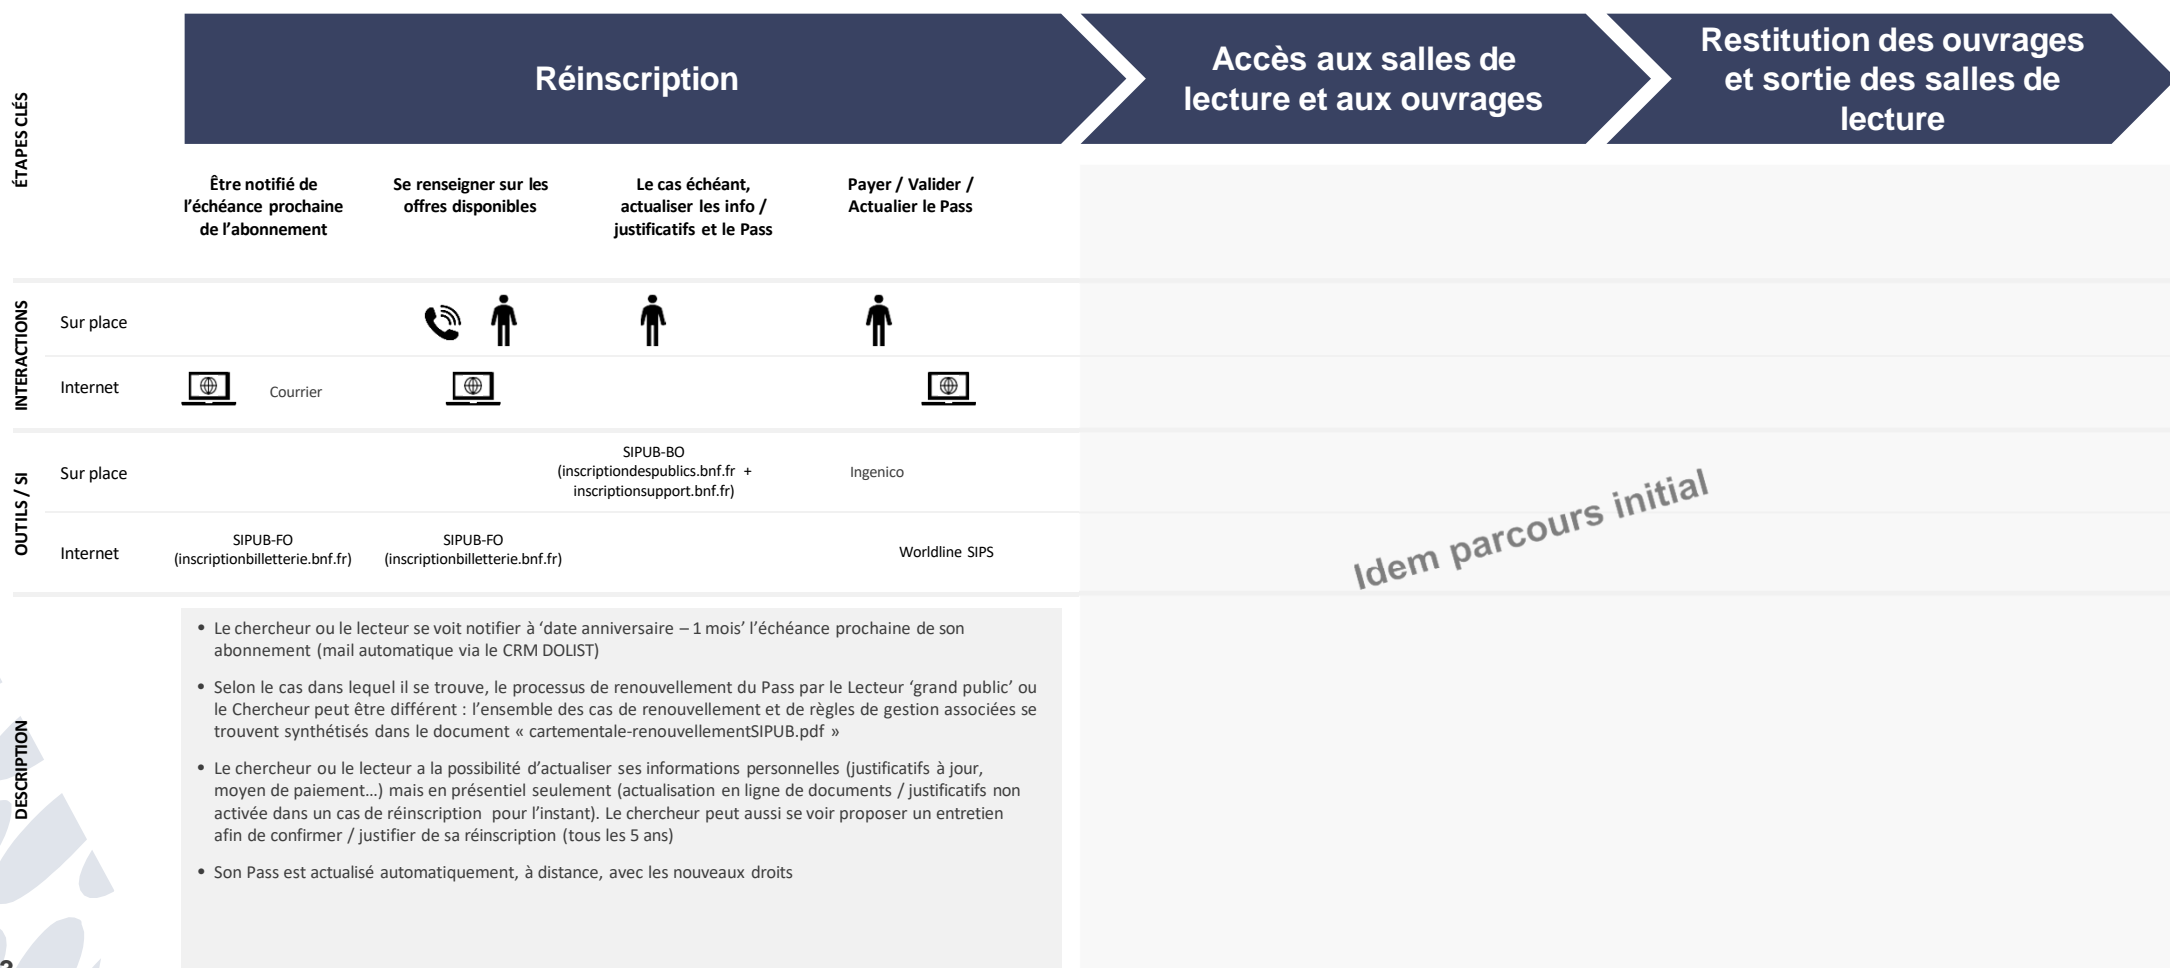 ÉTAPES CLÉS
Réinscription
Accès aux salles de
lecture et aux ouvrages
Restitution des ouvrages
et sortie des salles de
lecture
Être notifié de
l’échéance prochaine
de l’abonnement
Se renseigner sur les
offres disponibles
Le cas échéant,
actualiser les info /
justificatifs et le Pass
Payer / Valider /
Actualier le Pass
INTERACTIONS
Sur place
Internet
Courrier
OUTILS / SI
Sur place
SIPUB-BO
(inscriptiondespublics.bnf.fr +
inscriptionsupport.bnf.fr)
Ingenico
Internet
SIPUB-FO
(inscriptionbilletterie.bnf.fr)
SIPUB-FO
(inscriptionbilletterie.bnf.fr)
Worldline SIPS
Idem parcours initial
DESCRIPTION
• Le chercheur ou le lecteur se voit notifier à ‘date anniversaire – 1 mois’ l’échéance prochaine de son
abonnement (mail automatique via le CRM DOLIST)
• Selon le cas dans lequel il se trouve, le processus de renouvellement du Pass par le Lecteur ‘grand public’ ou
le Chercheur peut être différent : l’ensemble des cas de renouvellement et de règles de gestion associées se
trouvent synthétisés dans le document « cartementale-renouvellementSIPUB.pdf »
• Le chercheur ou le lecteur a la possibilité d’actualiser ses informations personnelles (justificatifs à jour,
moyen de paiement…) mais en présentiel seulement (actualisation en ligne de documents / justificatifs non
activée dans un cas de réinscription pour l’instant). Le chercheur peut aussi se voir proposer un entretien
afin de confirmer / justifier de sa réinscription (tous les 5 ans)
• Son Pass est actualisé automatiquement, à distance, avec les nouveaux droits